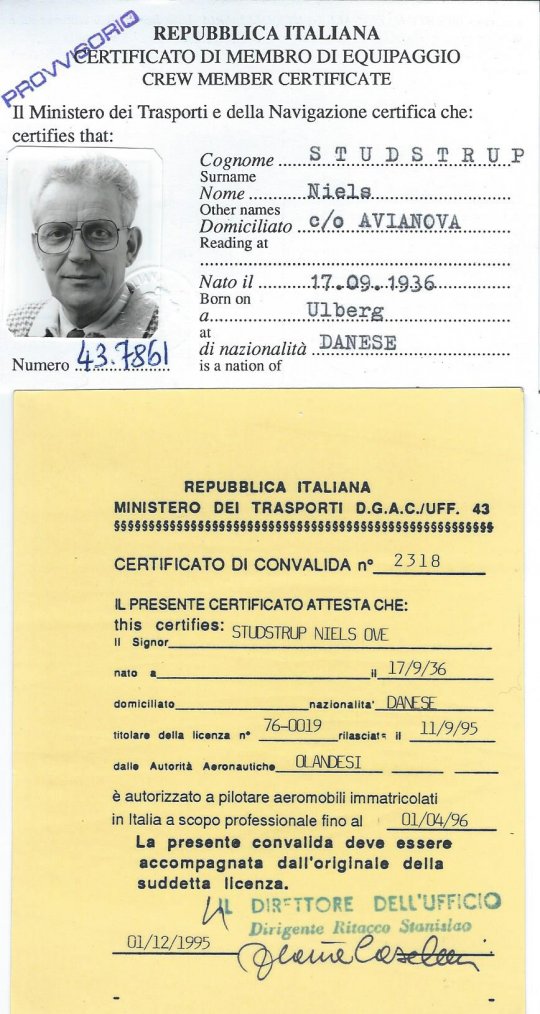 PROVVISORIO
REPUBBLICA ITALIANA
CERTIFICATO DI MEMBRO DI EQUIPAGGIO
CREW MEMBER CERTIFICATE
Il Ministero dei Trasporti e della Navigazione certifica che:
certifies that:
Cognome S T U D S T R U P
Surname
Nome Niels
Other names
Domiciliato c/o AVIANOVA
Reading at
Nato il 17.09.1936
Born on
a Ulberg
at
di nazionalità DANESE
is a nation of
Numero 43.7861
REPUBBLICA ITALIANA
MINISTERO DEI TRASPORTI D.G.A.C./UFF. 43
§§§§§§§§§§§§§§§§§§§§§§§§§§§§§§§§§§§§§§§§§§§§§§§§§§§§
CERTIFICATO DI CONVALIDA n° 2318
IL PRESENTE CERTIFICATO ATTESTA CHE:
this certifies:
Il Signor STUDSTRUP NIELS OVE
nato a il 17/9/36
domiciliato nazionalita' DANESE
titolare della licenza n° 76-0019 rilasciata il 11/9/95
dalle Autorità Aeronautiche OLANDESI
è autorizzato a pilotare aeromobili immatricolati
in Italia a scopo professionale fino al 01/04/96
La presente convalida deve essere
accompagnata dall'originale della
suddetta licenza.
IL DIRETTORE DELL'UFFICIO
Dirigente Ritacco Stanislao
01/12/1995